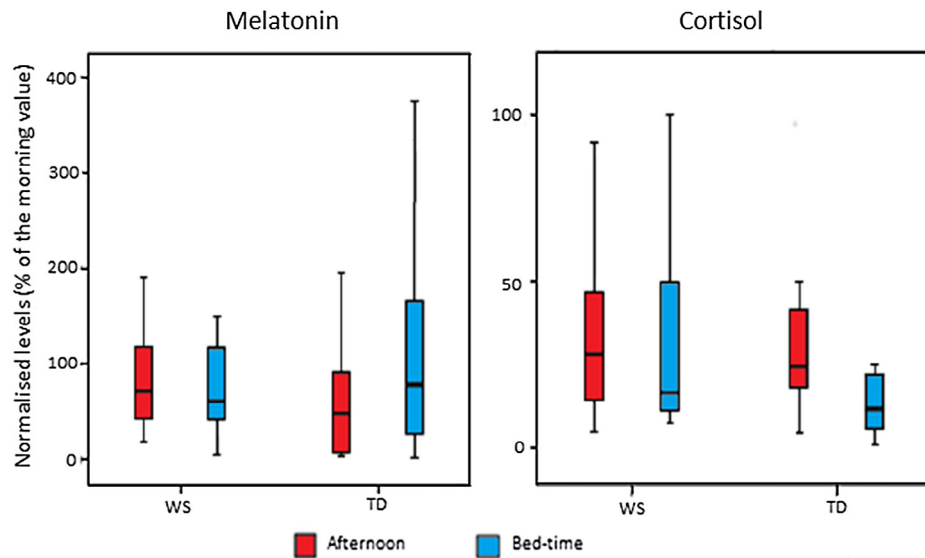 Melatonin
Cortisol
Normalised levels (% of the morning value)
400
300
200
100
0
WS
TD
100
50
0
WS
TD
Afternoon
Bed-time